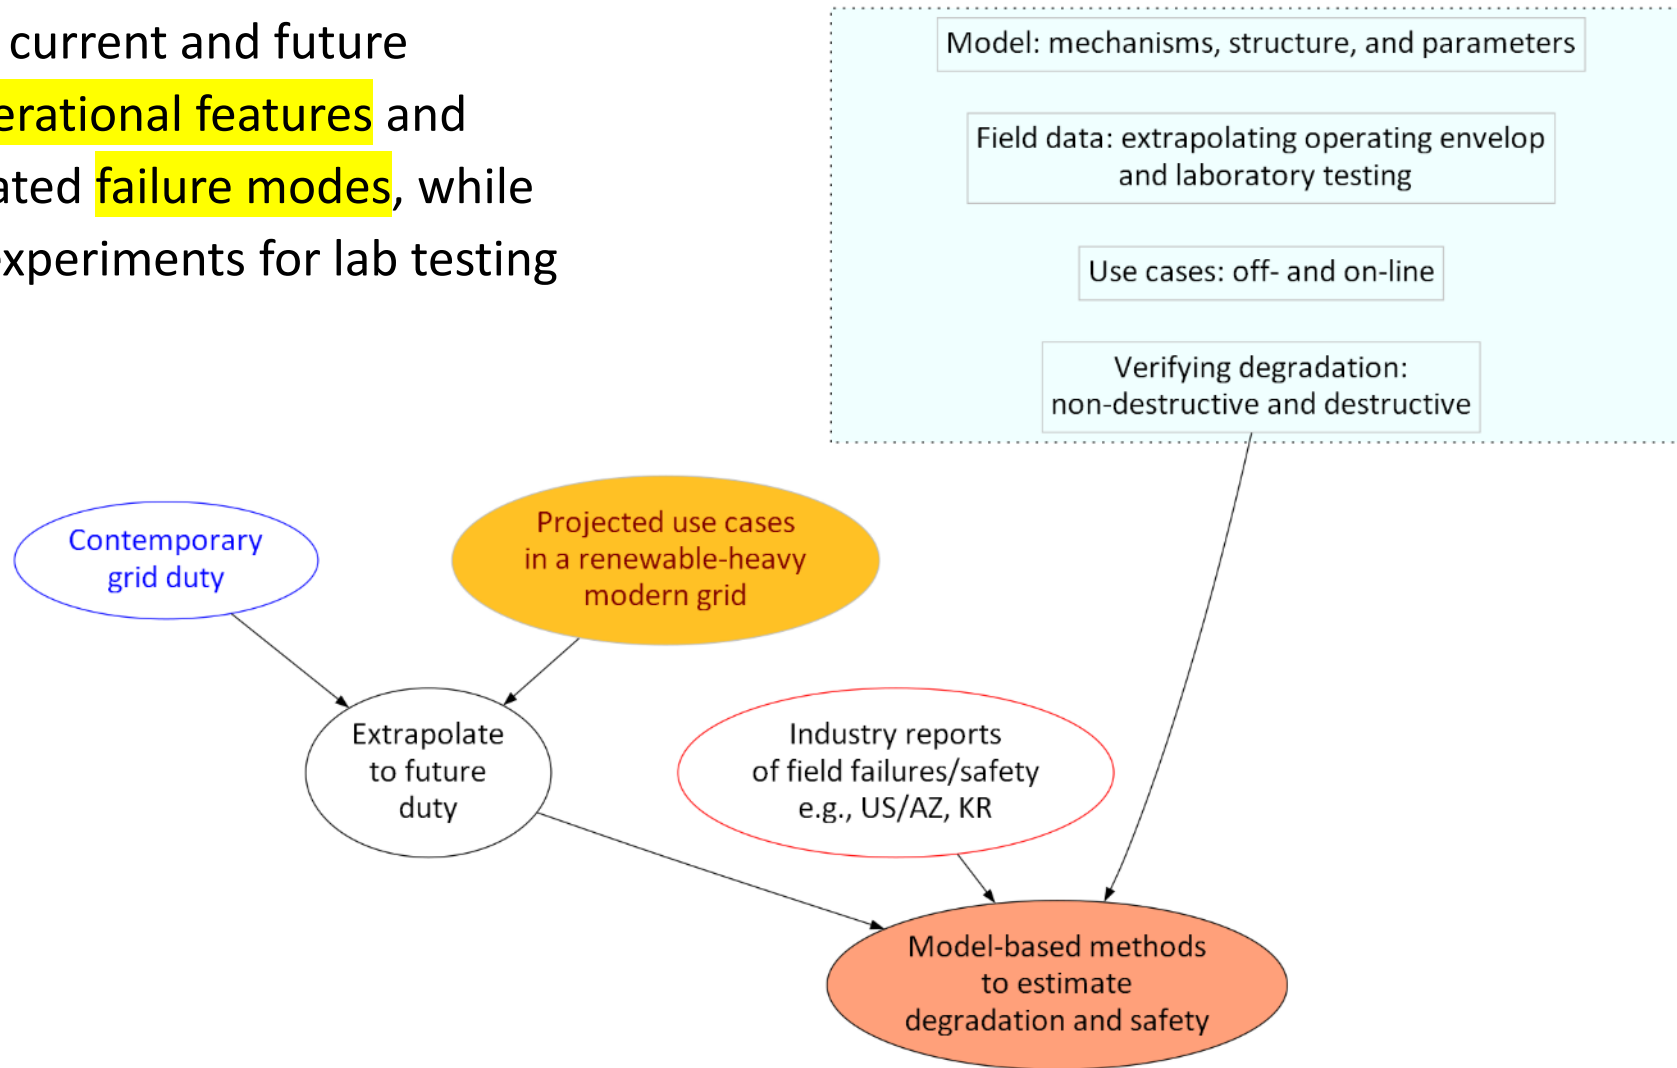 current and future
erational features and
ated failure modes, while
experiments for lab testing
Model: mechanisms, structure, and parameters
Field data: extrapolating operating envelop
and laboratory testing
Use cases: off- and on-line
Verifying degradation:
non-destructive and destructive
Contemporary
grid duty
Projected use cases
in a renewable-heavy
modern grid
Extrapolate
to future
duty
Industry reports
of field failures/safety
e.g., US/AZ, KR
Model-based methods
to estimate
degradation and safety